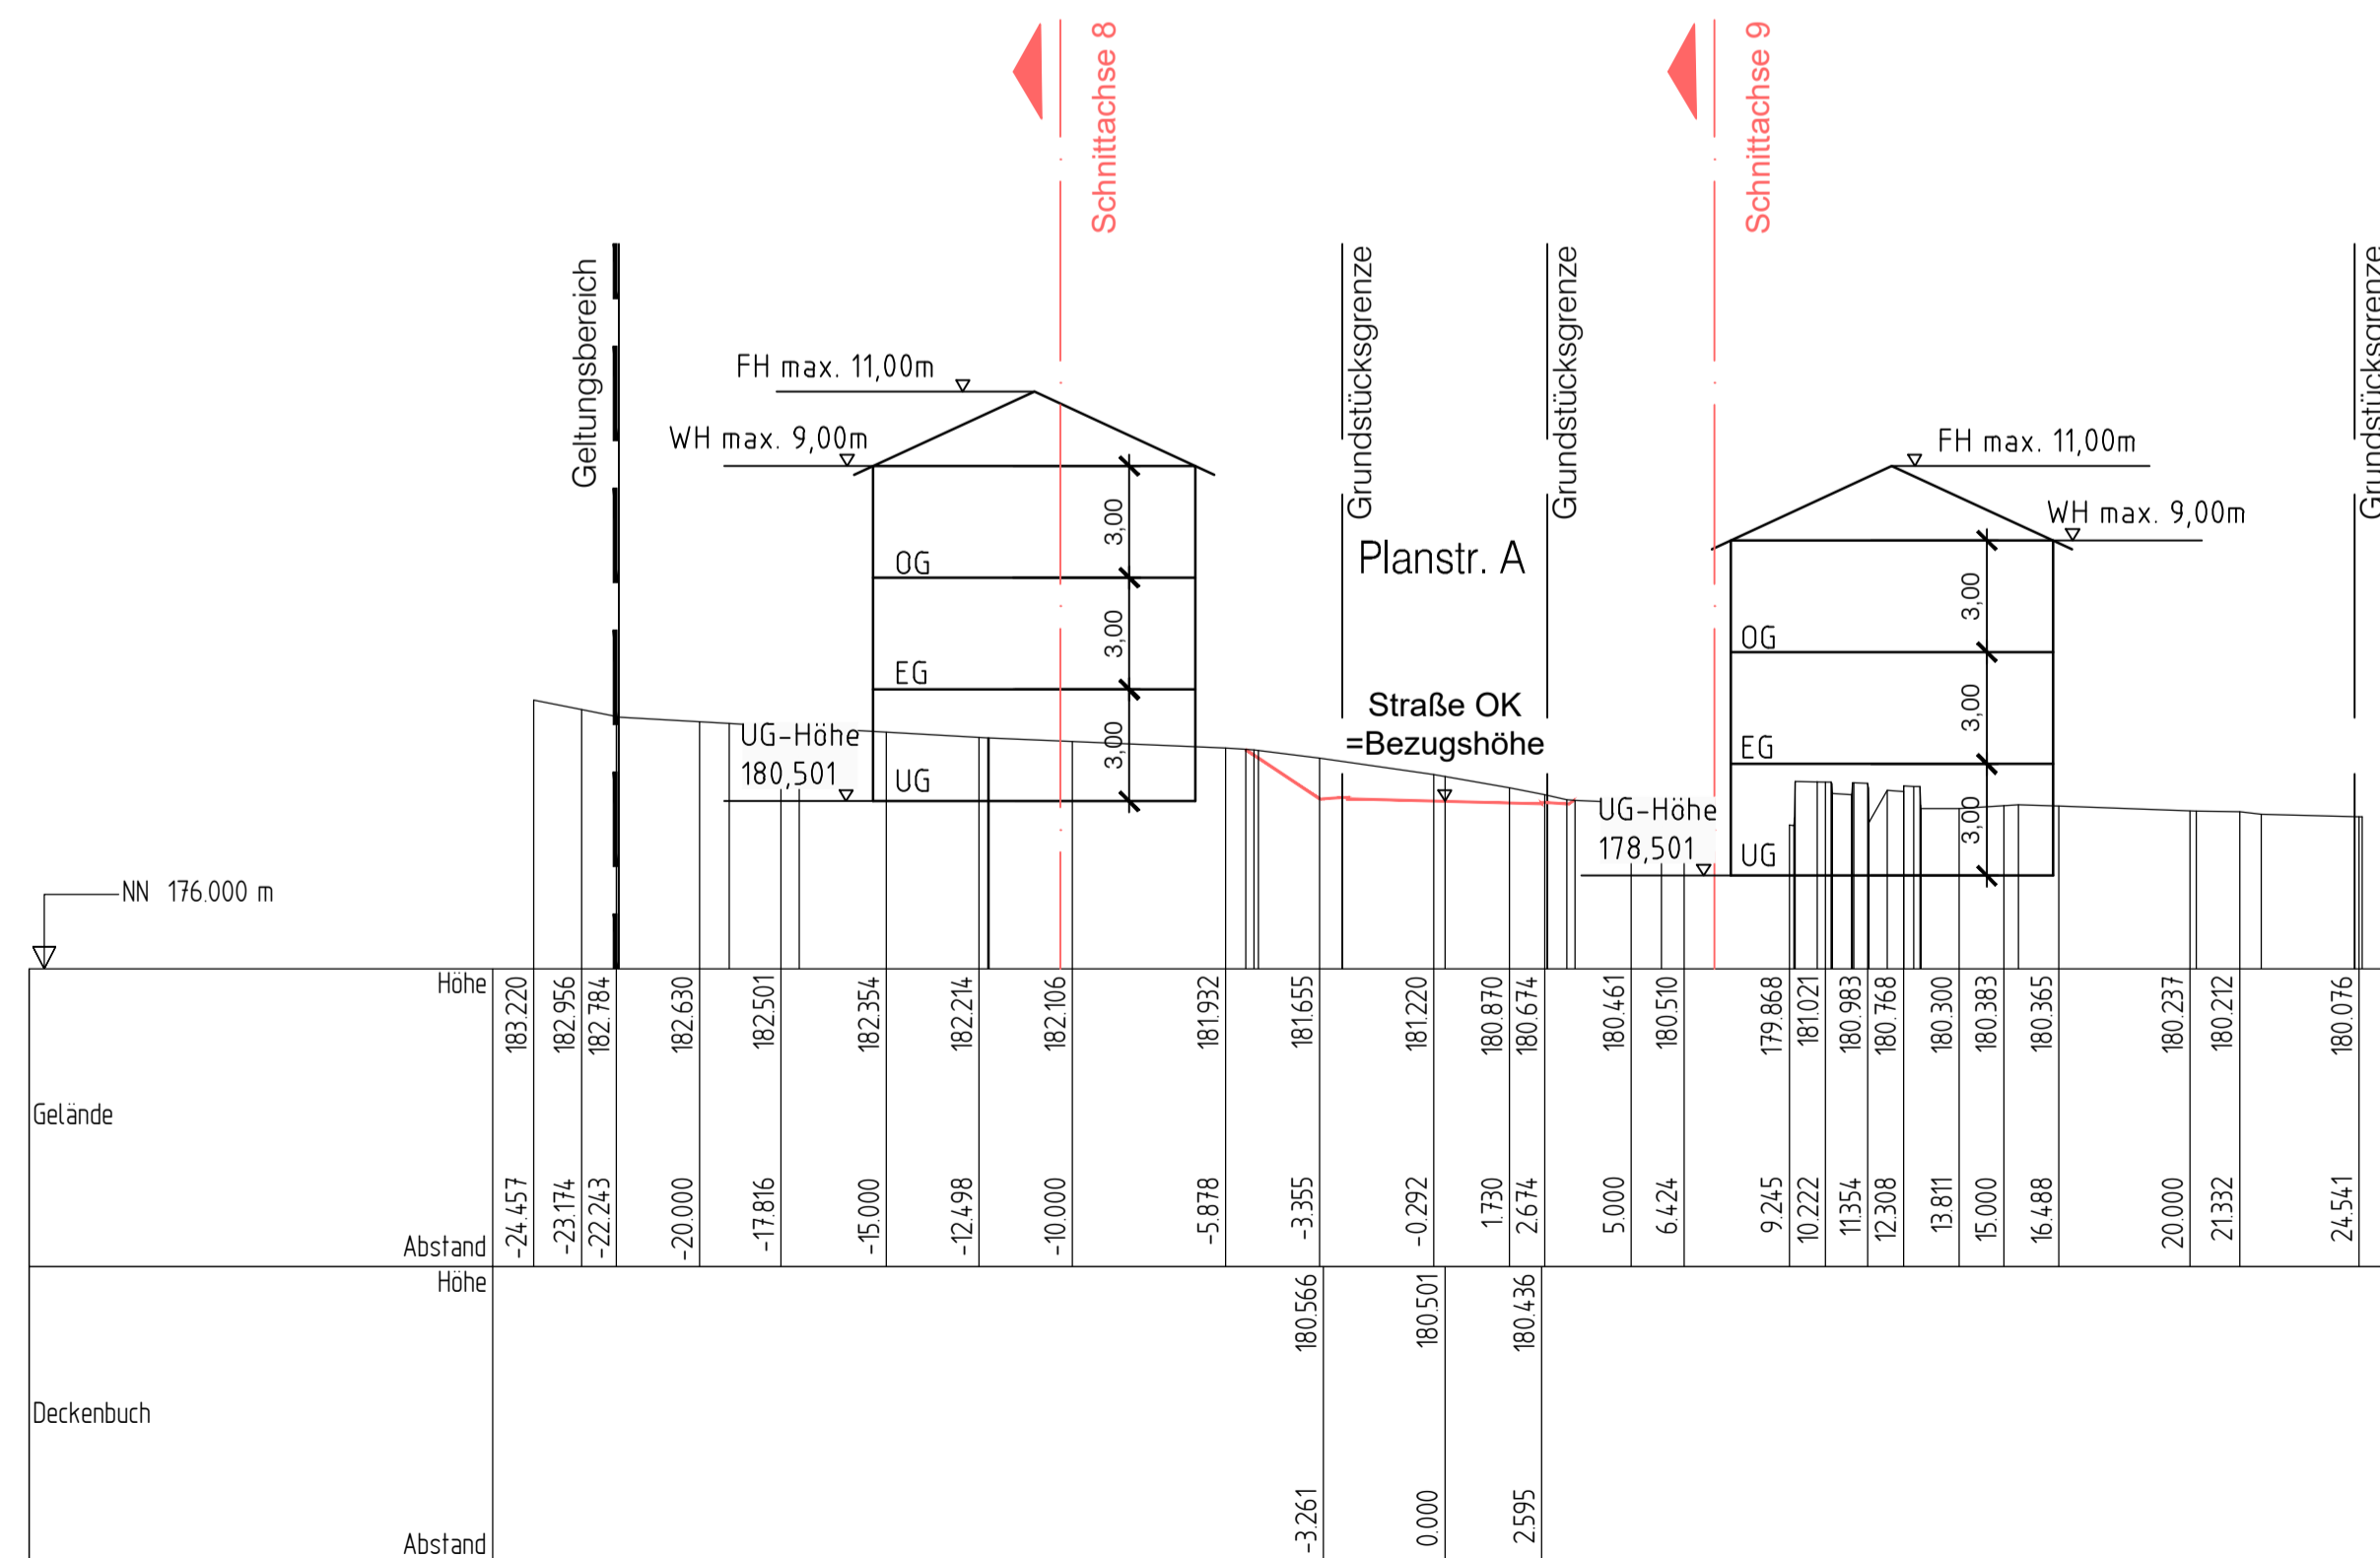 Schnittachse 8
Schnittachse 9
Geltungsbereich
Grundstücksgrenze
Grundstücksgrenze
Grundstücksgrenze
FH max. 11,00m
WH max. 9,00m
FH max. 11,00m
WH max. 9,00m
3,00
OG
3,00
EG
3,00
UG
UG-Höhe
180,501
Planstr. A
Straße OK
=Bezugshöhe
3,00
OG
3,00
EG
3,00
UG
UG-Höhe
178,501
NN 176.000 m
Gelände
Höhe
183.220
182.956
182.784
182.630
182.501
182.354
182.214
182.106
181.932
181.655
181.220
180.870
180.674
180.461
180.510
179.868
181.021
180.983
180.768
180.300
180.383
180.365
180.237
180.212
180.076
Abstand
-24.457
-23.174
-22.243
-20.000
-17.816
-15.000
-12.498
-10.000
-5.878
-3.355
-0.292
1.730
2.674
5.000
6.424
9.245
10.222
11.354
12.308
13.811
15.000
16.488
20.000
21.332
24.541
Deckenbuch
Höhe
180.566
180.501
180.436
Abstand
-3.261
0.000
2.595